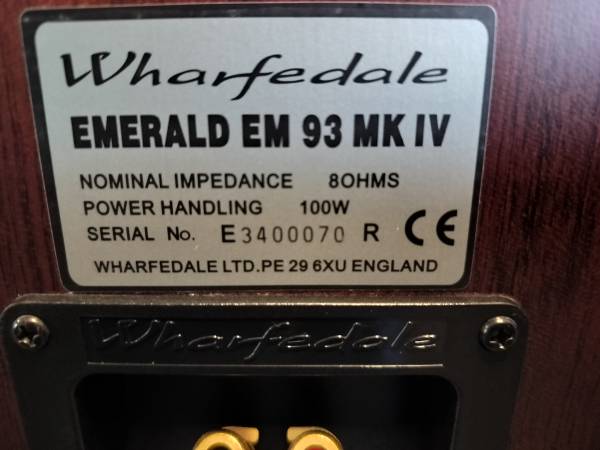 Wharfedale
EMERALD EM 93 MK IV
NOMINAL IMPEDANCE 8OHMS
POWER HANDLING 100W
SERIAL No. E3400070 R CE
WHARFEDALE LTD.PE 29 6XU ENGLAND
Wharfedale